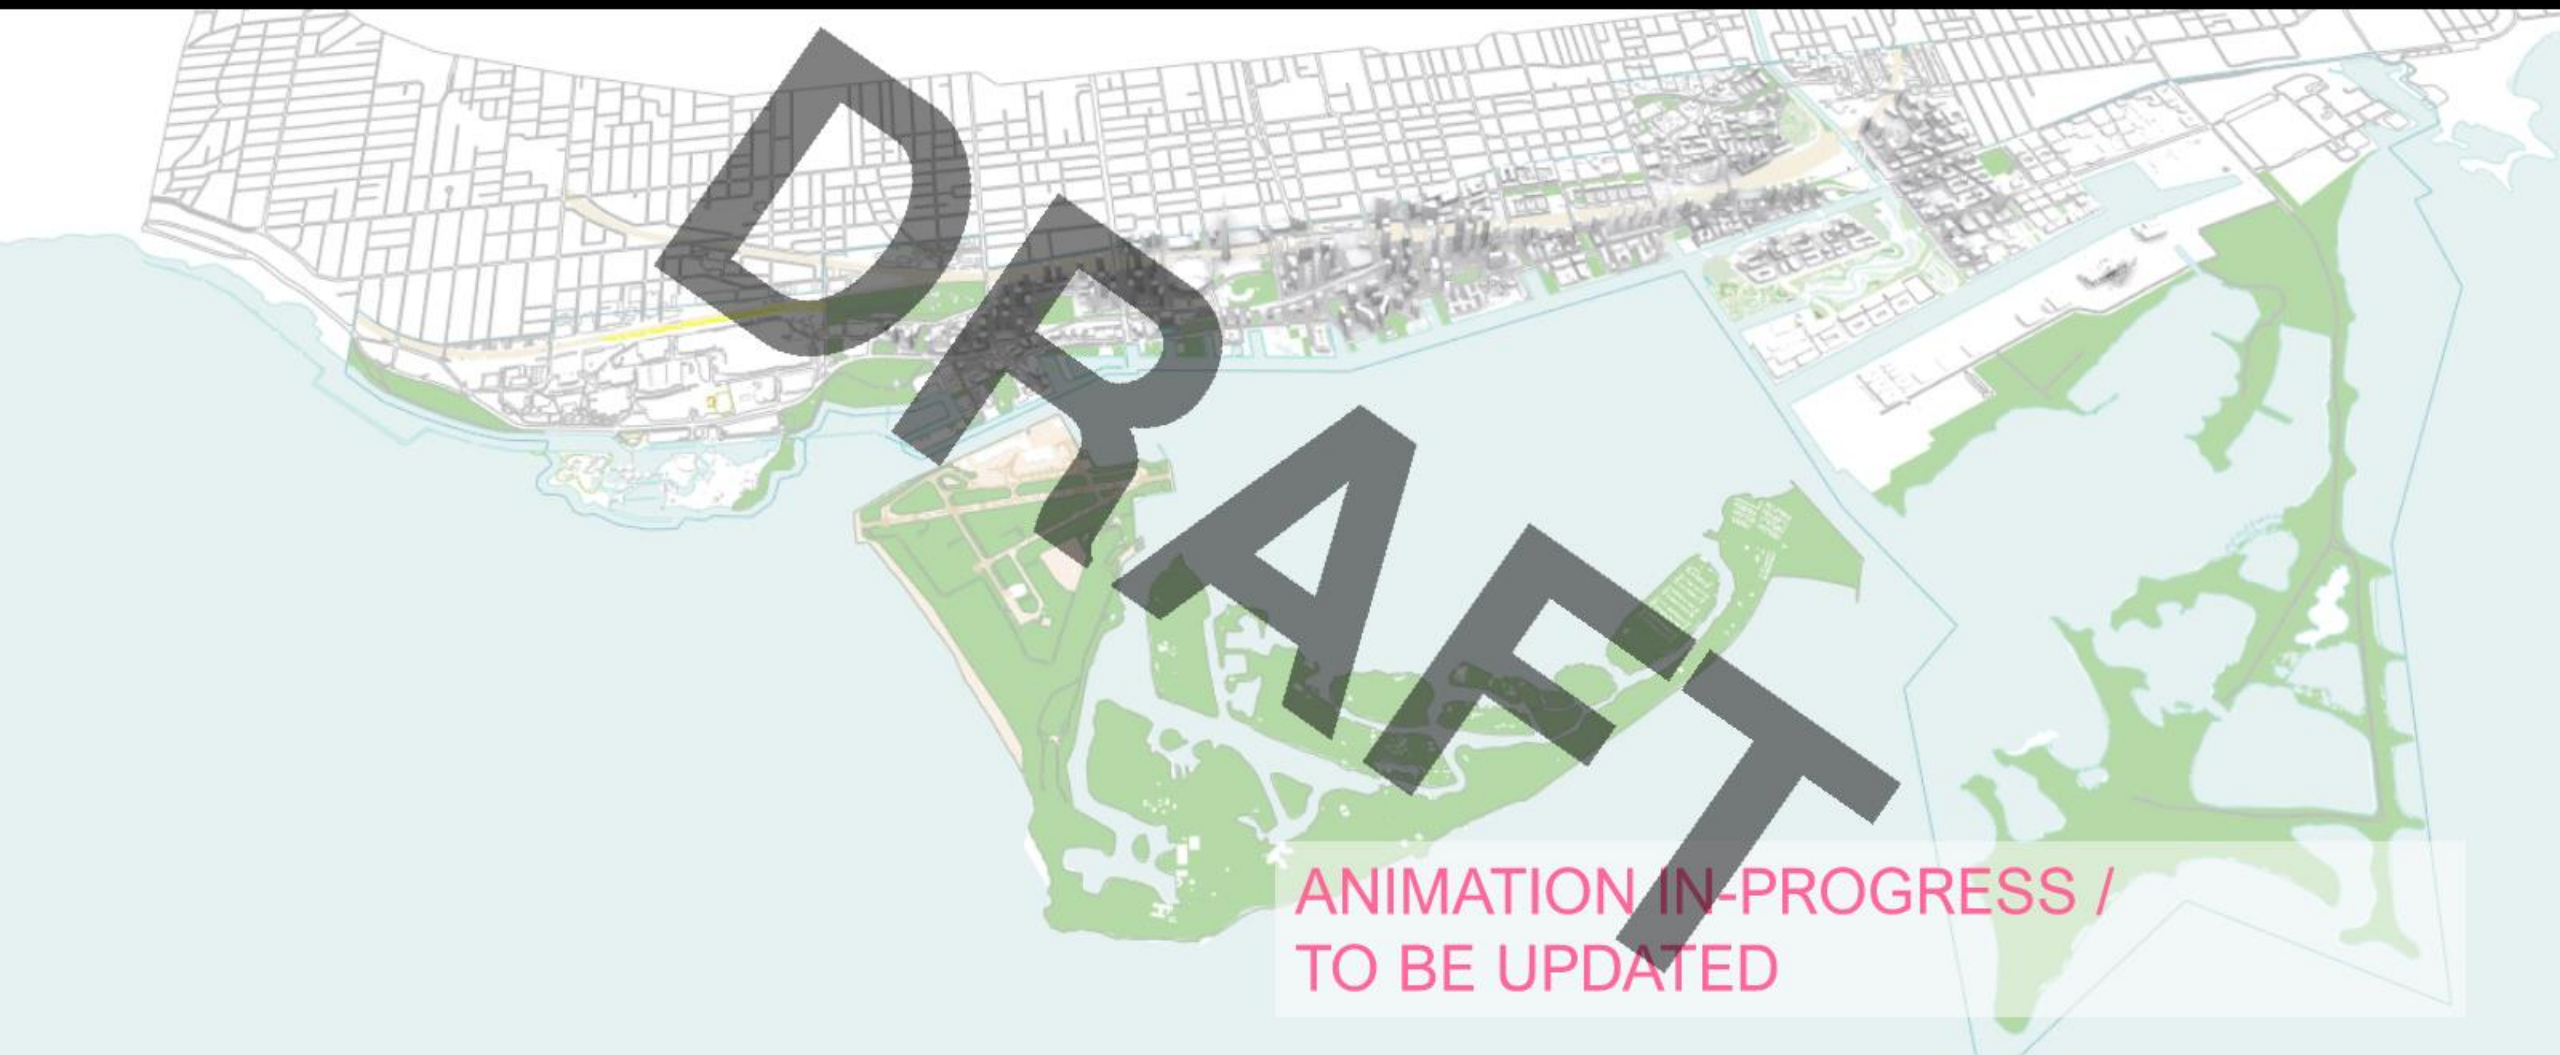 DRAFT
ANIMATION IN-PROGRESS /
TO BE UPDATED